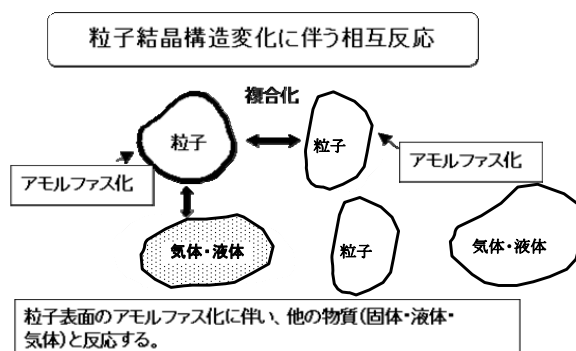 粒子結晶構造変化に伴う相互反応
複合化
粒子
粒子
アモルファス化
アモルファス化
気体・液体
粒子
気体・液体
粒子表面のアモルファス化に伴い、他の物質(固体・液体・
気体)と反応する。